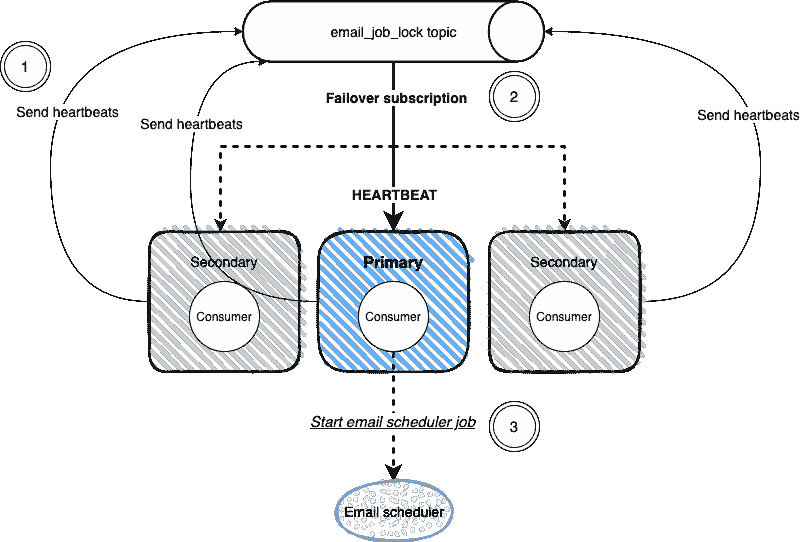 email_job_lock topic
1
Failover subscription
2
Send heartbeats
Send heartbeats
Send heartbeats
HEARTBEAT
Secondary
Primary
Secondary
Consumer
Consumer
Consumer
Start email scheduler job
3
Email scheduler